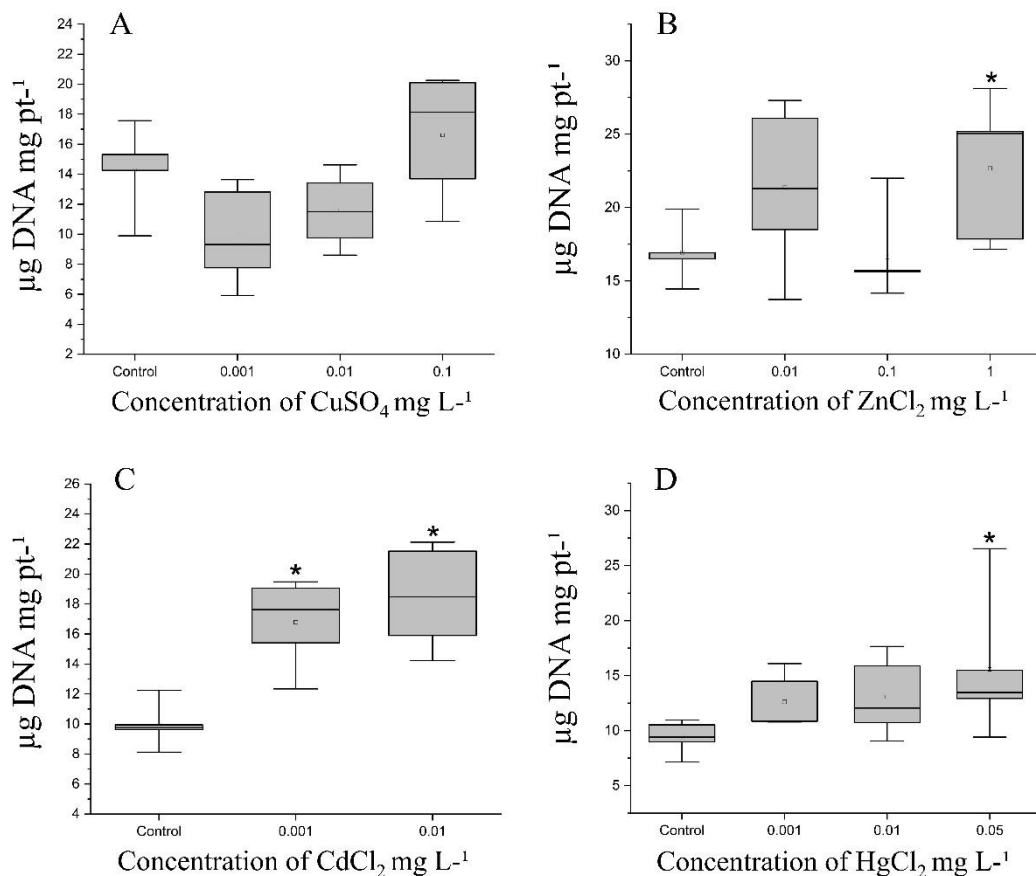 A
µg DNA mg pt-¹
24
22
20
18
16
14
12
10
8
6
4
2
Control 0.001 0.01 0.1
Concentration of CuSO₄ mg L-¹
B
µg DNA mg pt-¹
30
25
20
15
10
*
Control 0.01 0.1 1
Concentration of ZnCl₂ mg L-¹
C
µg DNA mg pt-¹
26
24
22
20
18
16
14
12
10
8
6
4
* *
Control 0.001 0.01
Concentration of CdCl₂ mg L-¹
D
µg DNA mg pt-¹
30
25
20
15
10
5
*
Control 0.001 0.01 0.05
Concentration of HgCl₂ mg L-¹